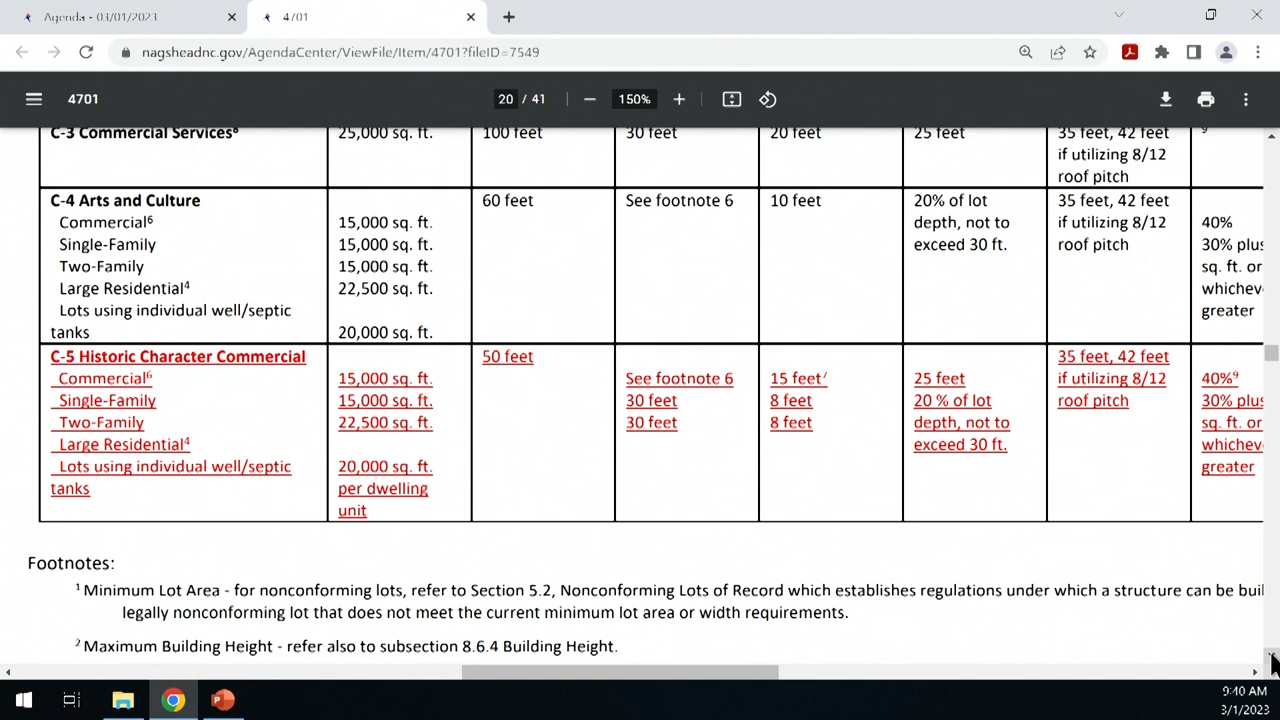 Agenda - 03/01/2023
4701
nagsheadnc.gov/AgendaCenter/ViewFile/Item/4701?fileID=7549
4701
20 / 41
150%
C-3 Commercial Services⁸ 25,000 sq. ft. 100 feet 30 feet 20 feet 25 feet 35 feet, 42 feet 9
if utilizing 8/12
roof pitch
C-4 Arts and Culture 60 feet See footnote 6 10 feet 20% of lot 35 feet, 42 feet
Commercial⁶ 15,000 sq. ft. depth, not to if utilizing 8/12 40%
Single-Family 15,000 sq. ft. exceed 30 ft. roof pitch 30% plus
Two-Family 15,000 sq. ft. sq. ft. or
Large Residential⁴ 22,500 sq. ft. whichev
Lots using individual well/septic greater
tanks 20,000 sq. ft.
C-5 Historic Character Commercial 50 feet 35 feet, 42 feet
Commercial⁶ 15,000 sq. ft. See footnote 6 15 feet⁷ 25 feet if utilizing 8/12 40%⁹
Single-Family 15,000 sq. ft. 30 feet 8 feet 20 % of lot roof pitch 30% plus
Two-Family 22,500 sq. ft. 30 feet 8 feet depth, not to sq. ft. or
Large Residential⁴ exceed 30 ft. whichev
Lots using individual well/septic 20,000 sq. ft. greater
tanks per dwelling
unit
Footnotes:
¹ Minimum Lot Area - for nonconforming lots, refer to Section 5.2, Nonconforming Lots of Record which establishes regulations under which a structure can be buil
legally nonconforming lot that does not meet the current minimum lot area or width requirements.
² Maximum Building Height - refer also to subsection 8.6.4 Building Height.
9:40 AM
3/1/2023